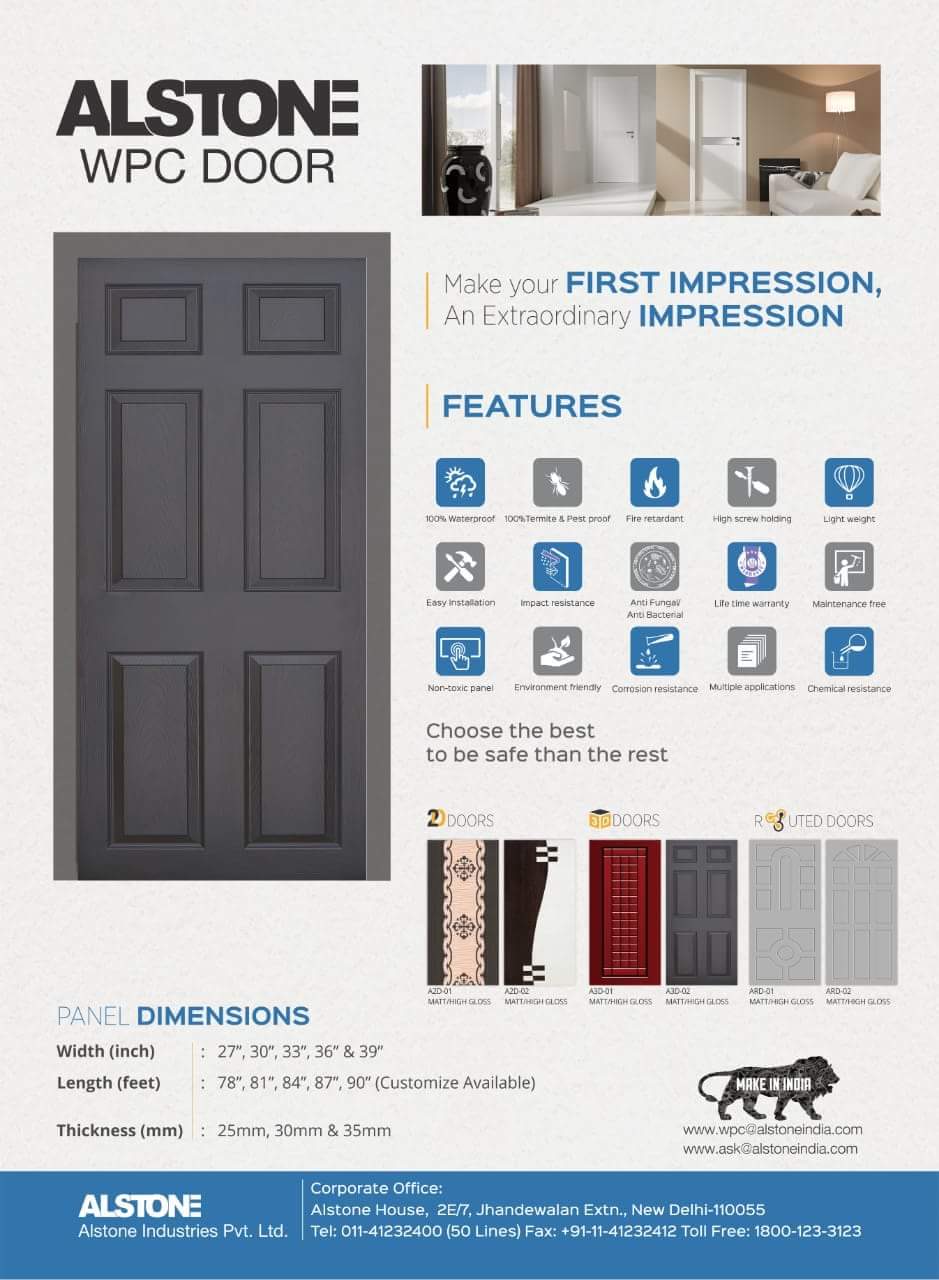 ALSTONE
WPC DOOR
Make your FIRST IMPRESSION,
An Extraordinary IMPRESSION
FEATURES
100% Waterproof
100%Termite & Pest proof
Fire retardant
High screw holding
Light weight
Easy Installation
Impact resistance
Anti Fungal/
Anti Bacterial
Life time warranty
Maintenance free
Non-toxic panel
Environment friendly
Corrosion resistance
Multiple applications
Chemical resistance
Choose the best
to be safe than the rest
2D DOORS
3D DOORS
ROUTED DOORS
A2D-01
MATT/HIGH GLOSS
A2D-02
MATT/HIGH GLOSS
A3D-01
MATT/HIGH GLOSS
A3D-02
MATT/HIGH GLOSS
ARD-01
MATT/HIGH GLOSS
ARD-02
MATT/HIGH GLOSS
PANEL DIMENSIONS
Width (inch) : 27”, 30”, 33”, 36” & 39”
Length (feet) : 78”, 81”, 84”, 87”, 90” (Customize Available)
Thickness (mm) : 25mm, 30mm & 35mm
MAKE IN INDIA
www.wpc@alstoneindia.com
www.ask@alstoneindia.com
ALSTONE
Alstone Industries Pvt. Ltd.
Corporate Office:
Alstone House, 2E/7, Jhandewalan Extn., New Delhi-110055
Tel: 011-41232400 (50 Lines) Fax: +91-11-41232412 Toll Free: 1800-123-3123